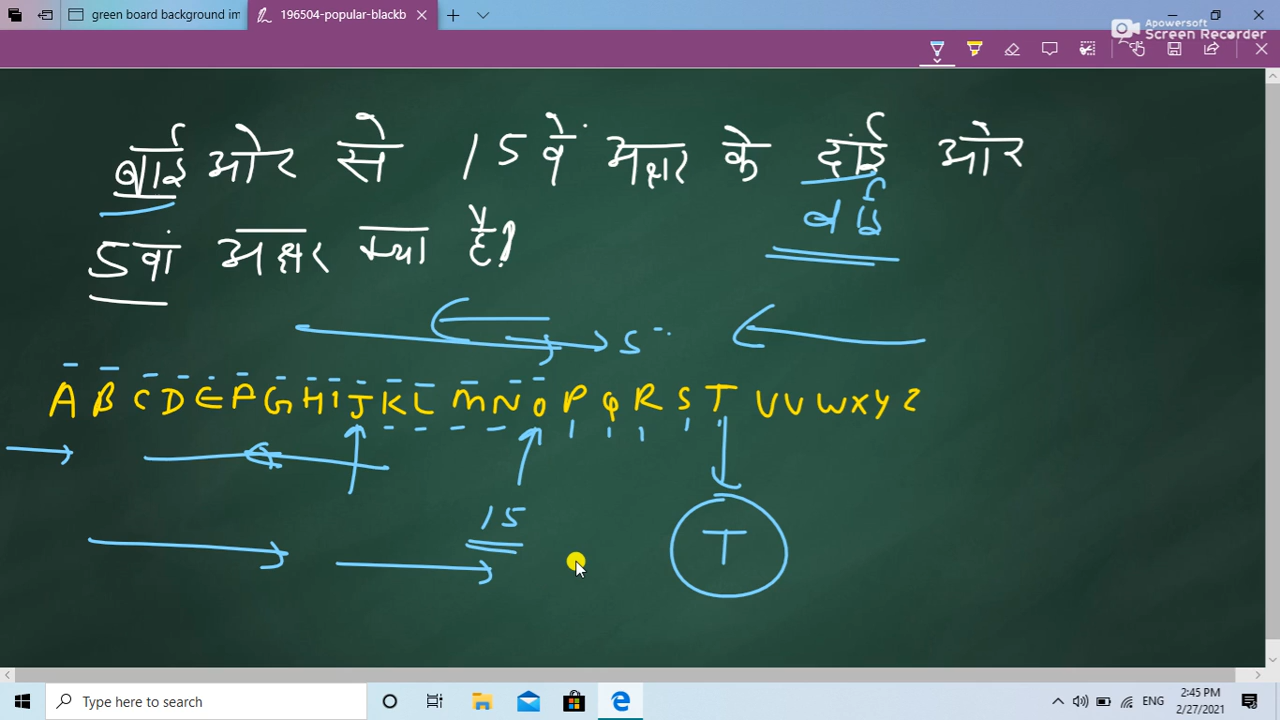 green board background im
196504-popular-blackb
Apowersoft
Screen Recorder
बाई ओर से 15वें अक्षर के दांई ओर
बाई
5वां अक्षर क्या है?
5
A B C D E F G H I J K L M N O P Q R S T U V W X Y Z
15
T
Type here to search
ENG
2:45 PM
2/27/2021